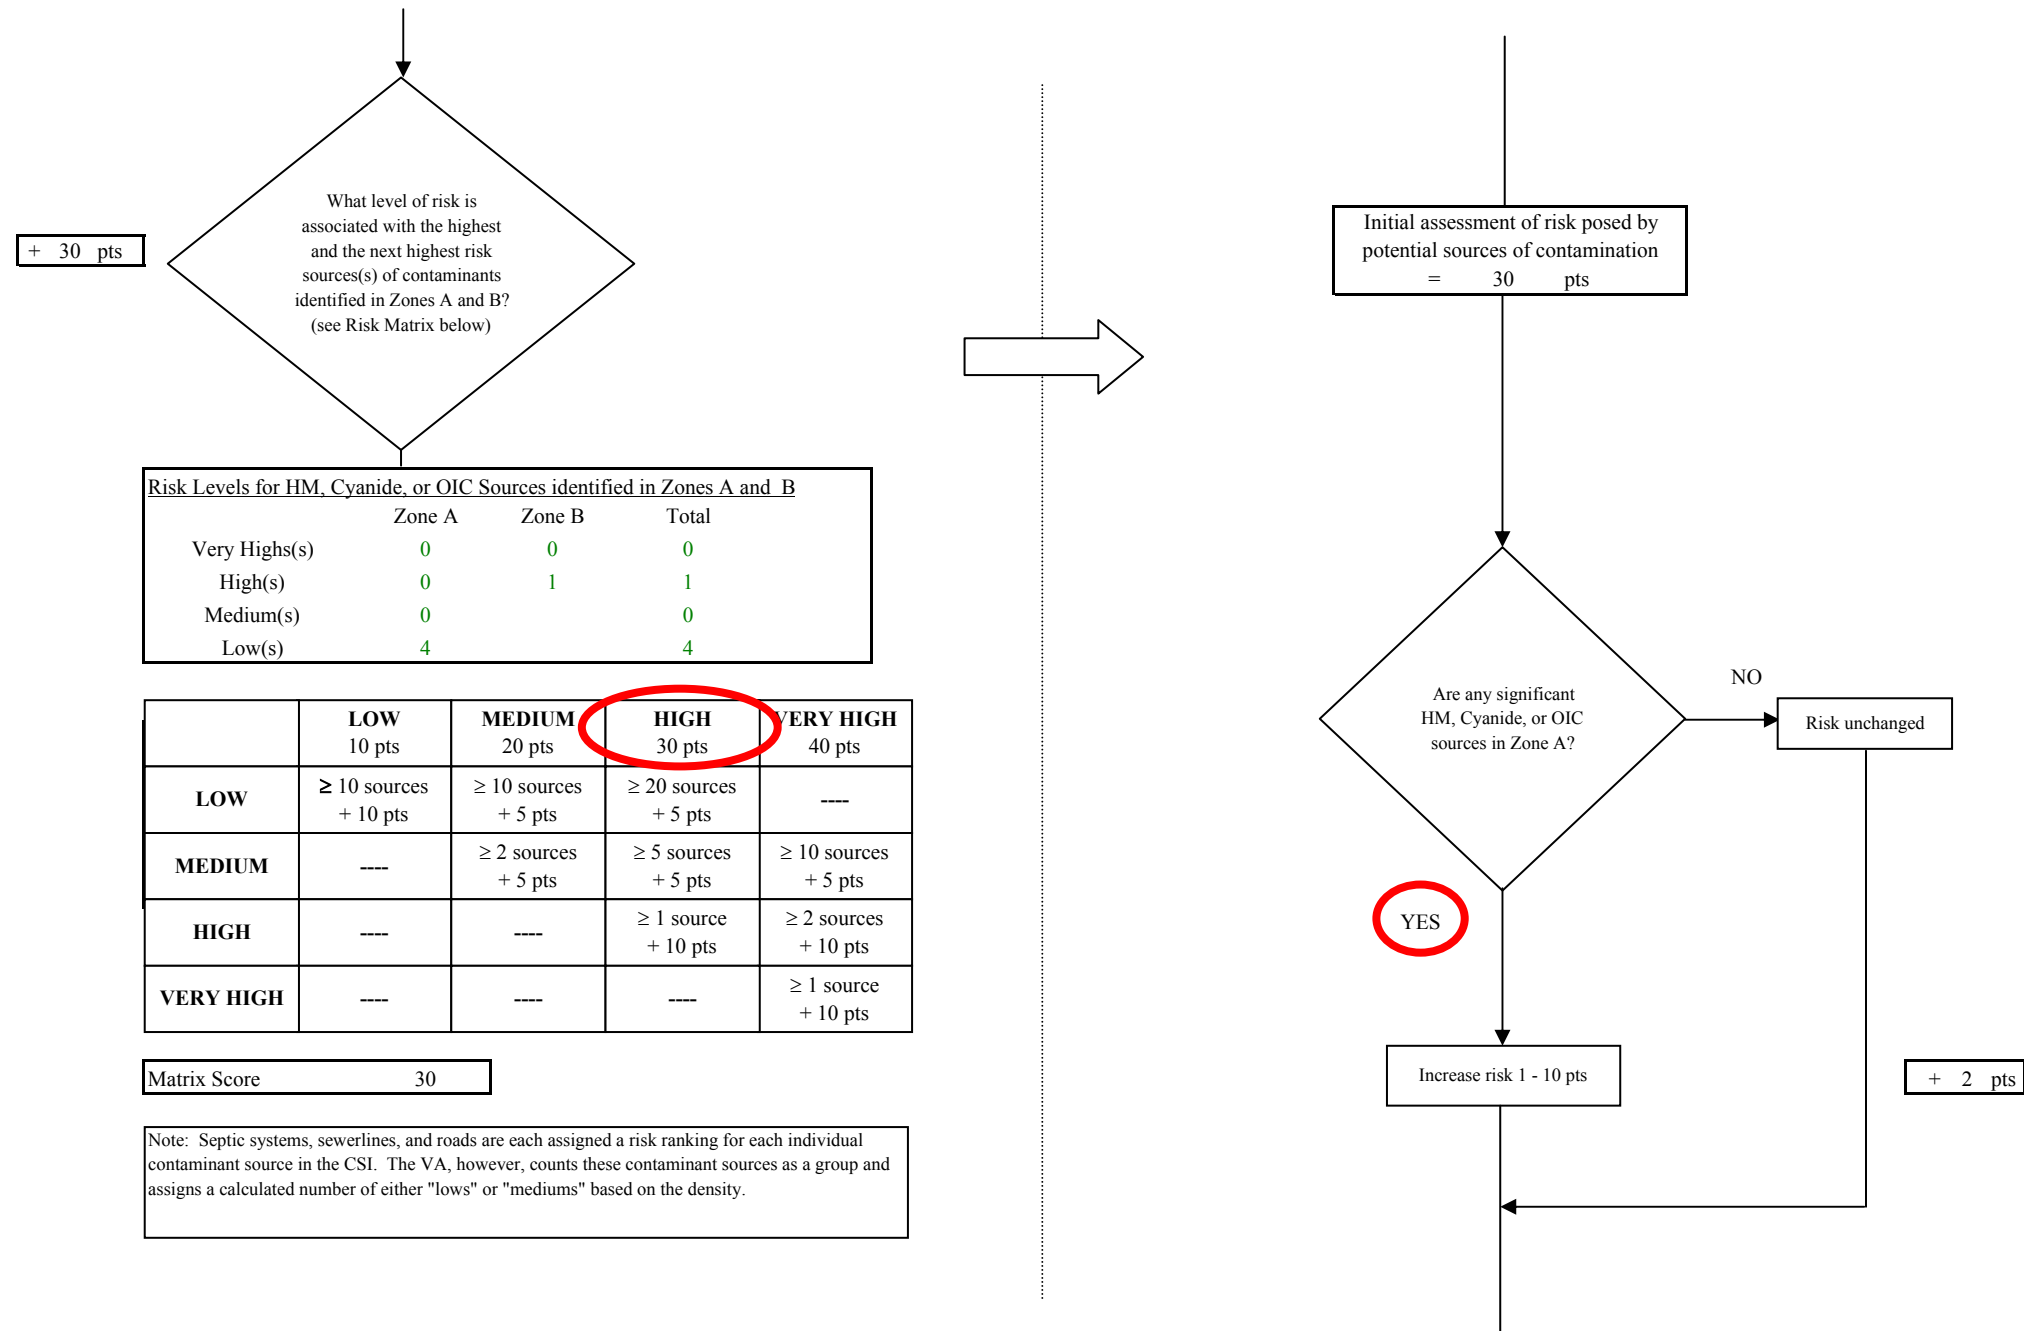 What level of risk is
associated with the highest
and the next highest risk
sources(s) of contaminants
identified in Zones A and B?
(see Risk Matrix below)
+ 30 pts
Risk Levels for HM, Cyanide, or OIC Sources identified in Zones A and B
Zone A Zone B Total
Very Highs(s) 0 0 0
High(s) 0 1 1
Medium(s) 0 0
Low(s) 4 4
LOW MEDIUM HIGH VERY HIGH
10 pts 20 pts 30 pts 40 pts
LOW ≥ 10 sources ≥ 10 sources ≥ 20 sources ----
+ 10 pts + 5 pts + 5 pts
MEDIUM ---- ≥ 2 sources ≥ 5 sources ≥ 10 sources
+ 5 pts + 5 pts + 5 pts
HIGH ---- ---- ≥ 1 source ≥ 2 sources
+ 10 pts + 10 pts
VERY HIGH ---- ---- ---- ≥ 1 source
+ 10 pts
Matrix Score 30
Note: Septic systems, sewerlines, and roads are each assigned a risk ranking for each individual
contaminant source in the CSI. The VA, however, counts these contaminant sources as a group and
assigns a calculated number of either "lows" or "mediums" based on the density.
Initial assessment of risk posed by
potential sources of contamination
= 30 pts
Are any significant
HM, Cyanide, or OIC
sources in Zone A?
NO
Risk unchanged
YES
Increase risk 1 - 10 pts
+ 2 pts